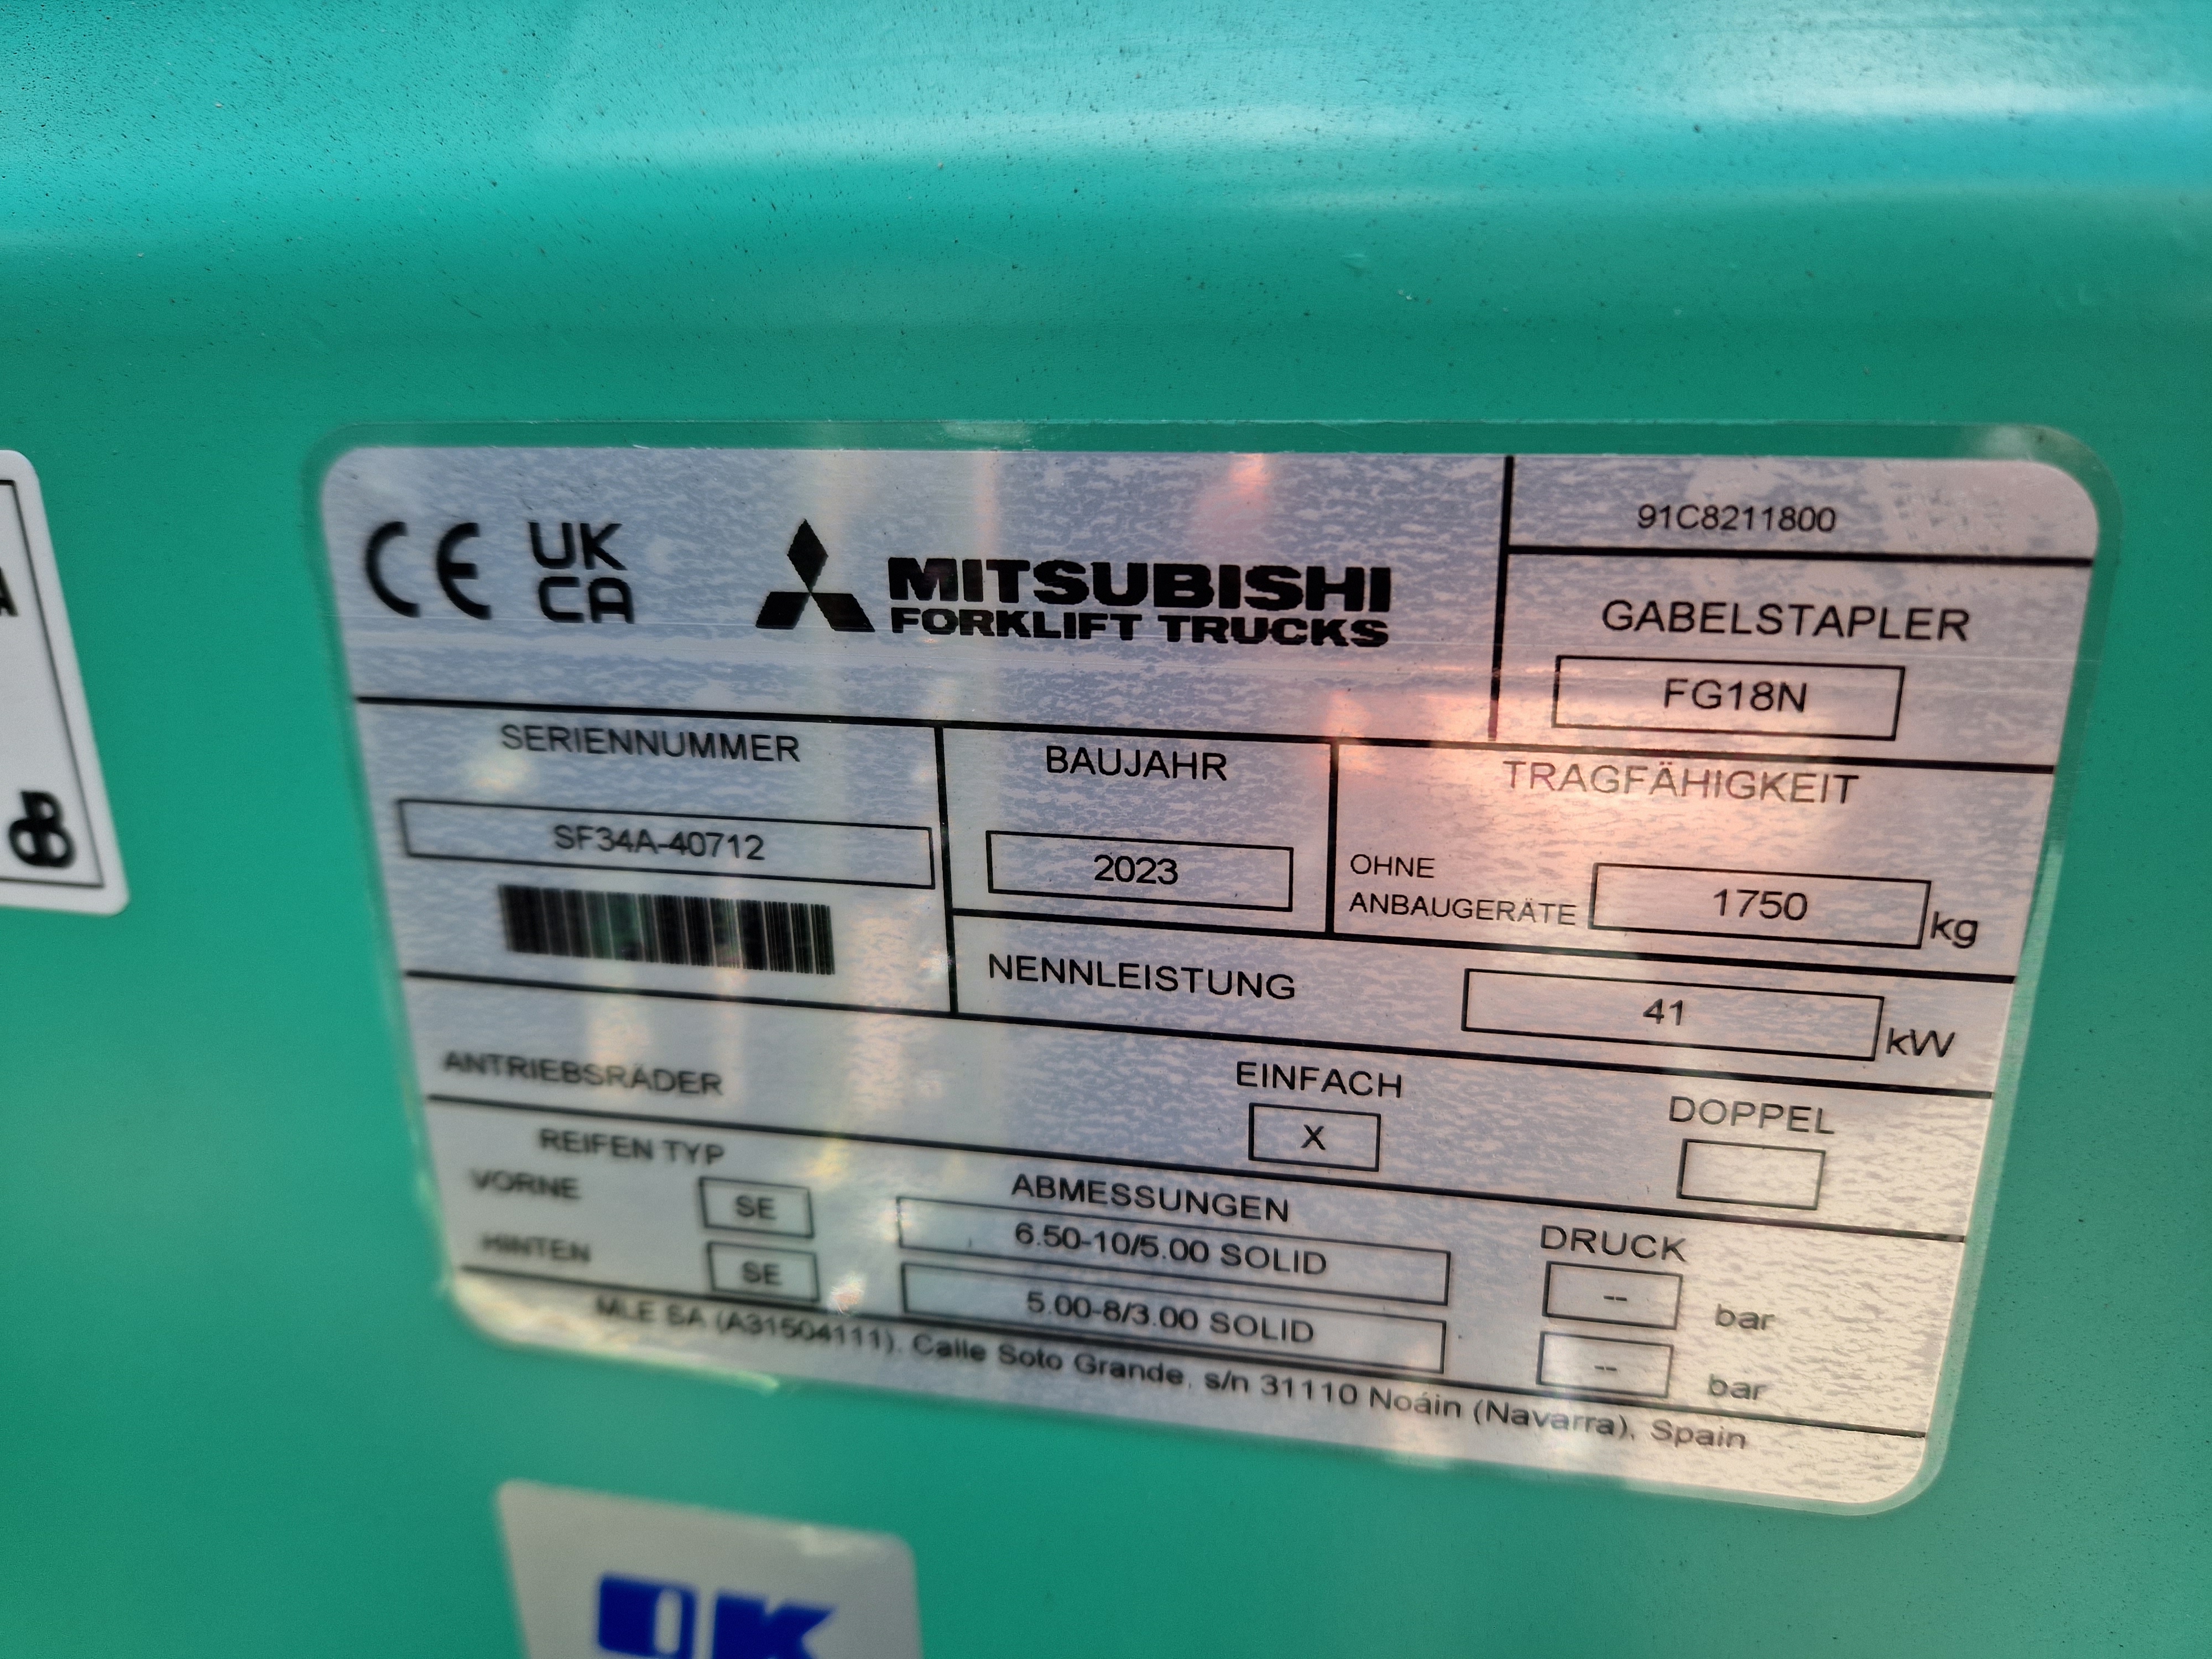 CE UK CA
MITSUBISHI
FORKLIFT TRUCKS
91C8211800
GABELSTAPLER
FG18N
SERIENNUMMER
SF34A-40712
BAUJAHR
2023
TRAGFÄHIGKEIT
OHNE
ANBAUGERÄTE 1750 kg
NENNLEISTUNG 41 kW
ANTRIEBSRÄDER EINFACH X DOPPEL
REIFEN TYP ABMESSUNGEN DRUCK
VORNE SE 6.50-10/5.00 SOLID -- bar
HINTEN SE 5.00-8/3.00 SOLID -- bar
MLE SA (A31504111). Calle Soto Grande, s/n 31110 Noáin (Navarra), Spain